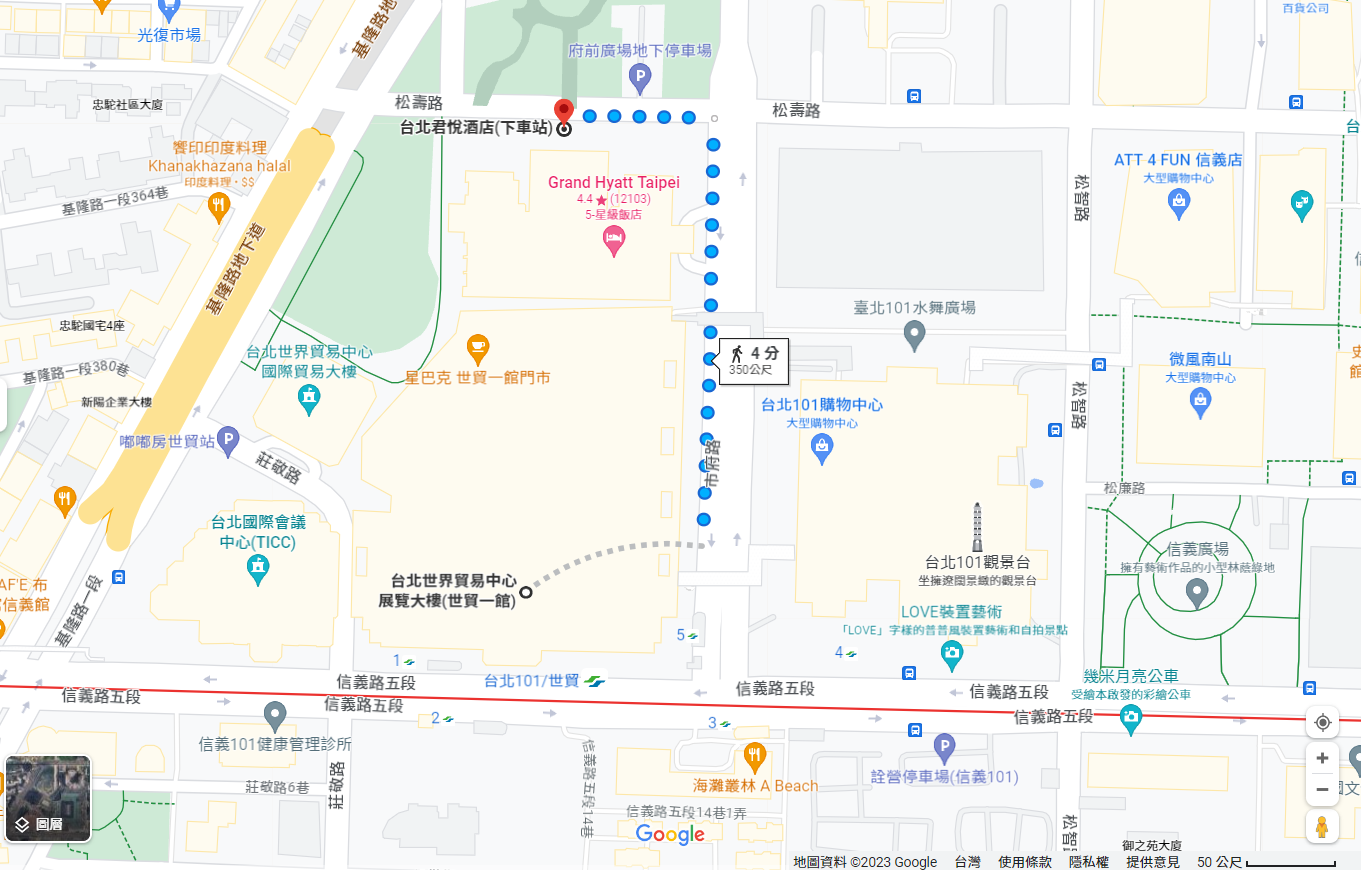 百貨公司
光復市場
基隆路地
府前廣場地下停車場
P
松壽路
松壽路
忠駝社區大廈
台北君悅酒店(下車站)
台
饗印印度料理
Khanakhazana halal
印度料理・$$
ATT 4 FUN 信義店
大型購物中心
Grand Hyatt Taipei
4.4★(12103)
5-星級飯店
松智路
基隆路一段364巷
基隆路地下道
信
臺北101水舞廣場
忠駝國宅4座
台北世界貿易中心
國際貿易大樓
4 分
350公尺
微風南山
大型購物中心
史
館
基隆路一段380巷
星巴克 世貿一館門市
新陽企業大樓
台北101購物中心
大型購物中心
松智路
嘟嘟房世貿站
P
莊敬路
市府路
松廉路
台北國際會議
中心(TICC)
信義廣場
擁有藝術作品的小型林蔭綠地
台北101觀景台
坐擁遼闊景緻的觀景台
台北世界貿易中心
展覽大樓(世貿一館)
AF'E 布
信義館
基隆路一段
LOVE裝置藝術
「LOVE」字樣的普普風裝置藝術和自拍景點
5
4
1
台北101/世貿
信義路五段
信義路五段
信義路五段
信義路五段
信義路五段
幾米月亮公車
受繪本啟發的彩繪公車
信義路五段
2
3
信義101健康管理診所
P
詮營停車場(信義101)
海灘叢林 A Beach
信義路五段14巷
莊敬路6巷
莊敬路
國文
信義路五段14巷1弄
圖層
Google
松智路
御之苑大廈
地圖資料 ©2023 Google 台灣 使用條款 隱私權 提供意見 50 公尺